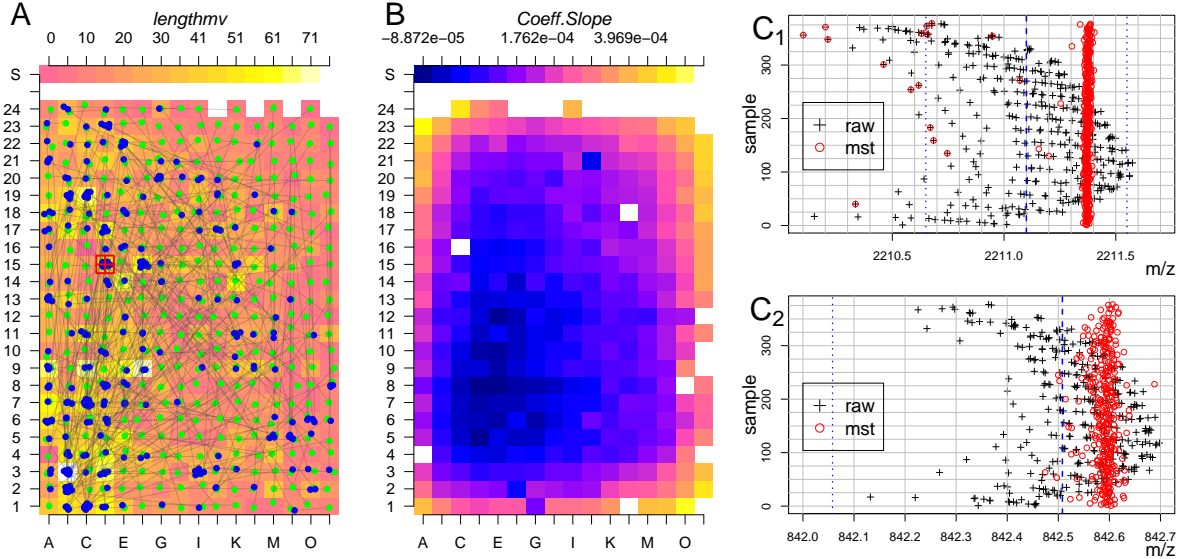 A
lengthmv
0 10 20 31 41 51 61 71
S
24
23
22
21
20
19
18
17
16
15
14
13
12
11
10
9
8
7
6
5
4
3
2
1
A C E G I K M O
B
Coeff.Slope
−8.872e−05 1.762e−04 3.969e−04
S
24
23
22
21
20
19
18
17
16
15
14
13
12
11
10
9
8
7
6
5
4
3
2
1
A C E G I K M O
C1
sample
300
200
100
0
raw
mst
2210.5 2211.0 2211.5
m/z
C2
sample
300
200
100
0
raw
mst
842.0 842.1 842.2 842.3 842.4 842.5 842.6 842.7
m/z